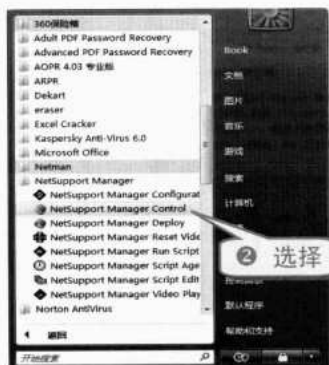 360保险箱
Adult PDF Password Recovery
Advanced PDF Password Recovery
AOPR 4.03 专业版
ARPR
Dekart
eraser
Excel Cracker
Kaspersky Anti-Virus 6.0
Microsoft Office
Netman
NetSupport Manager
NetSupport Manager Configurat
NetSupport Manager Control
NetSupport Manager Deploy
NetSupport Manager Reset Vide
NetSupport Manager Run Script
NetSupport Manager Script Age
NetSupport Manager Script Edit
NetSupport Manager Video Play
Norton AntiVirus
返回
开始搜索
Book
文档
图片
音乐
游戏
搜索
计算机
❷ 选择
默认程序
帮助和支持